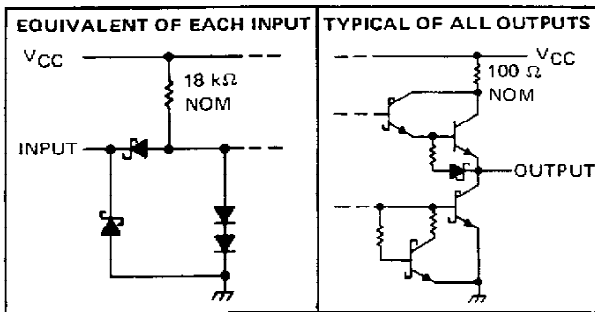 EQUIVALENT OF EACH INPUT
VCC
18 kΩ
NOM
INPUT
TYPICAL OF ALL OUTPUTS
VCC
100 Ω
NOM
OUTPUT